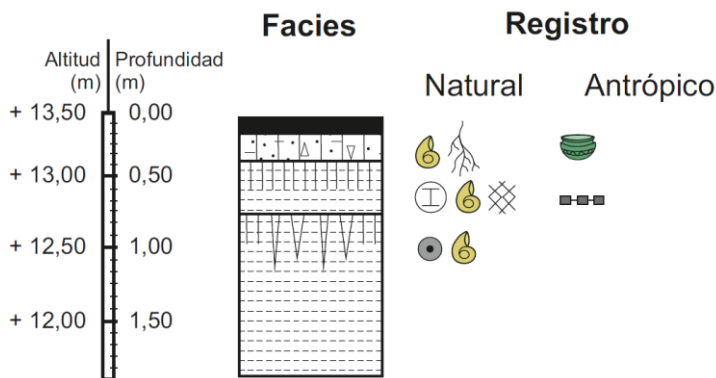 Facies
Registro
Altitud
(m)
Profundidad
(m)
Natural
Antrópico
+ 13,50
0,00
+ 13,00
0,50
+ 12,50
1,00
+ 12,00
1,50